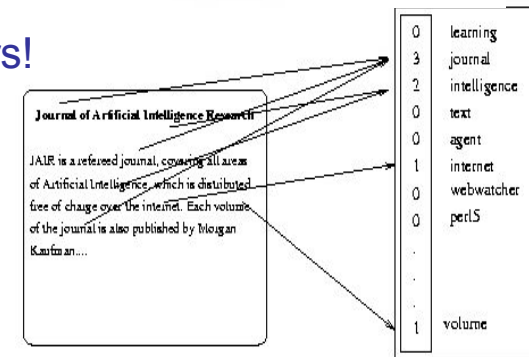 rs!
Journal of Artificial Intelligence Research
JAIR is a refereed journal, covering all areas
of Artificial Intelligence, which is distributed
free of charge over the internet. Each volume
of the journal is also published by Morgan
Kaufman....
0 learning
3 journal
2 intelligence
0 text
0 agent
1 internet
0 webwatcher
0 perl5
.
.
.
1 volume